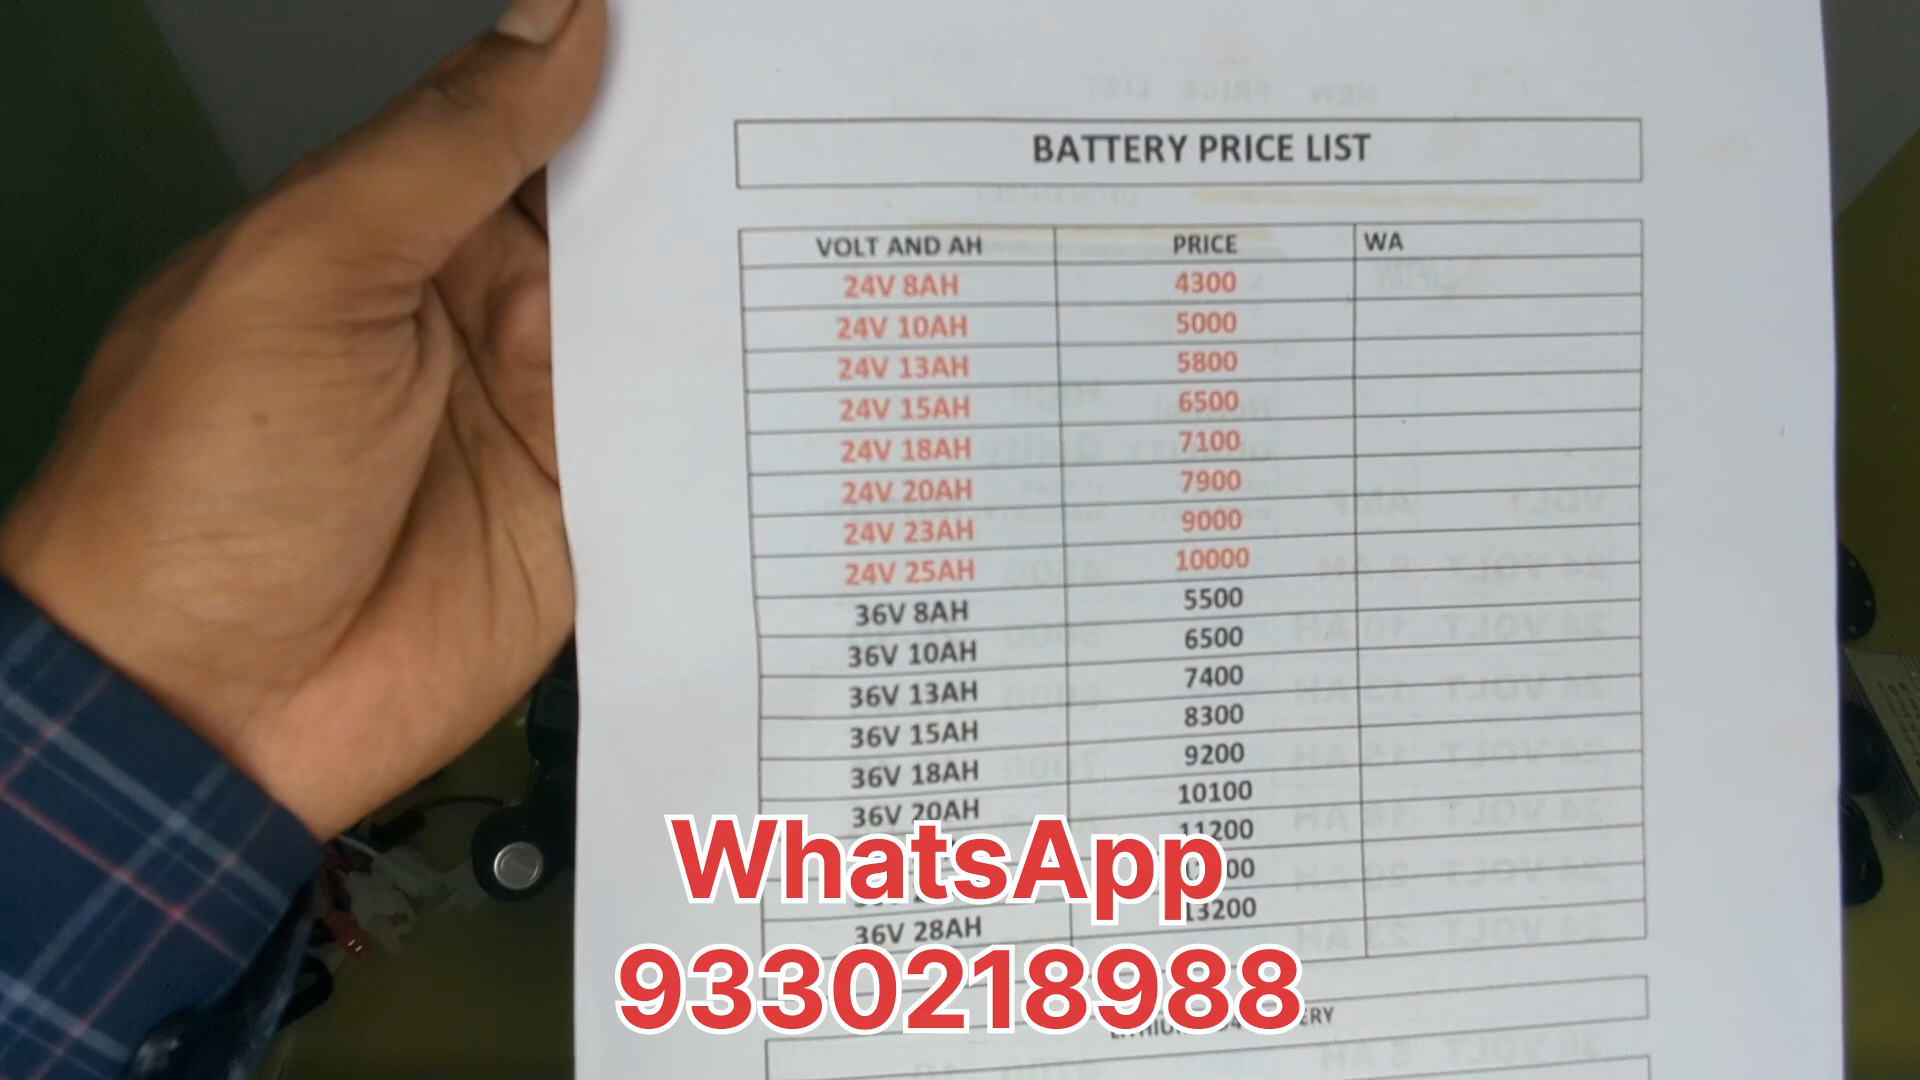 BATTERY PRICE LIST
VOLT AND AH PRICE WA
24V 8AH 4300
24V 10AH 5000
24V 13AH 5800
24V 15AH 6500
24V 18AH 7100
24V 20AH 7900
24V 23AH 9000
24V 25AH 10000
36V 8AH 5500
36V 10AH 6500
36V 13AH 7400
36V 15AH 8300
36V 18AH 9200
36V 20AH 10100
11200
36V 28AH 13200
WhatsApp
9330218988